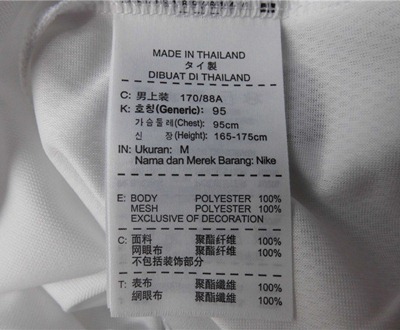 MADE IN THAILAND
タイ製
DIBUAT DI THAILAND
C: 男上装 170/88A
K: 호칭(Generic): 95
가슴둘레(Chest): 95cm
신 장(Height): 165-175cm
IN: Ukuran: M
Nama dan Merek Barang: Nike
E: BODY POLYESTER 100%
MESH POLYESTER 100%
EXCLUSIVE OF DECORATION
C: 面料 聚酯纤维 100%
网眼布 聚酯纤维 100%
不包括装饰部分
T: 表布 聚酯纖維 100%
網眼布 聚酯纖維 100%